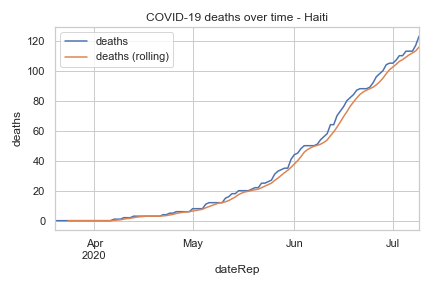 COVID-19 deaths over time - Haiti
deaths
deaths (rolling)
120
100
80
60
40
20
0
deaths
Apr
2020
May
Jun
Jul
dateRep